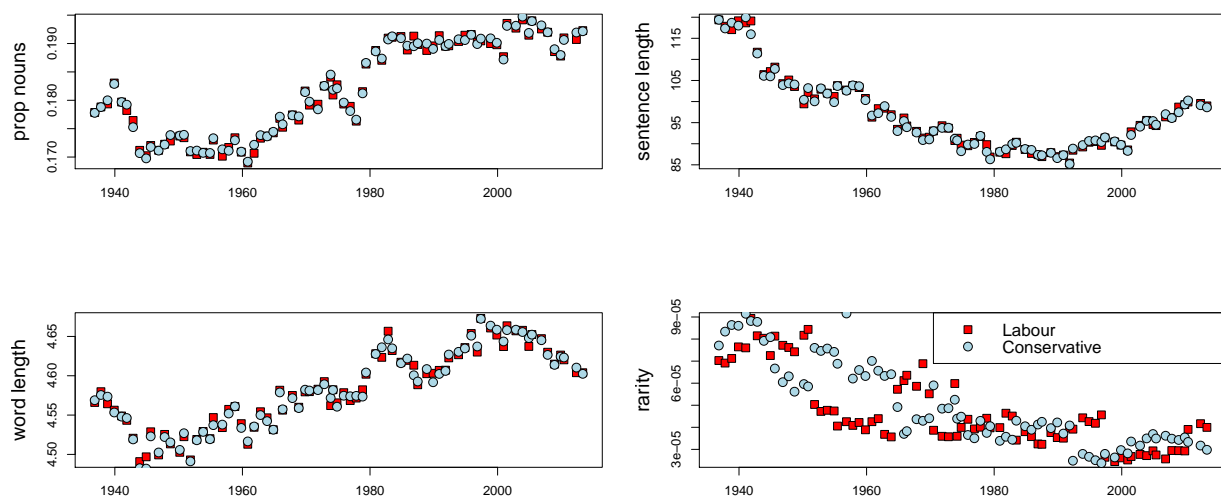 prop nouns
0.190
0.180
0.170
1940 1960 1980 2000
sentence length
115
105
95
85
1940 1960 1980 2000
word length
4.65
4.60
4.55
4.50
1940 1960 1980 2000
rarity
9e-05
6e-05
3e-05
Labour
Conservative
1940 1960 1980 2000